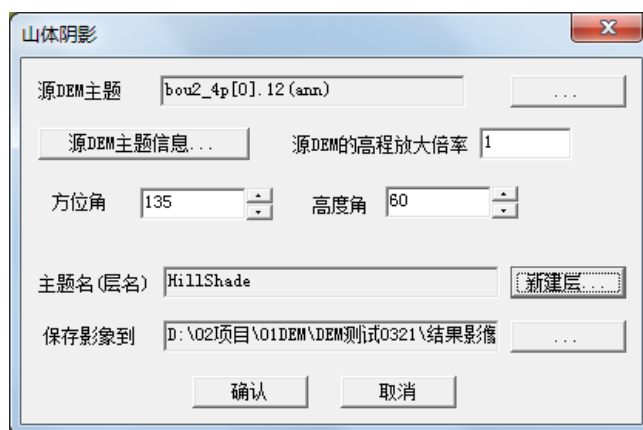 山体阴影
源DEM主题 bou2_4p[0].12(ann) ...
源DEM主题信息... 源DEM的高程放大倍率 1
方位角 135 高度角 60
主题名(层名) HillShade 新建层...
保存影象到 D:\02项目\01DEM\DEM测试0321\结果影像 ...
确认 取消